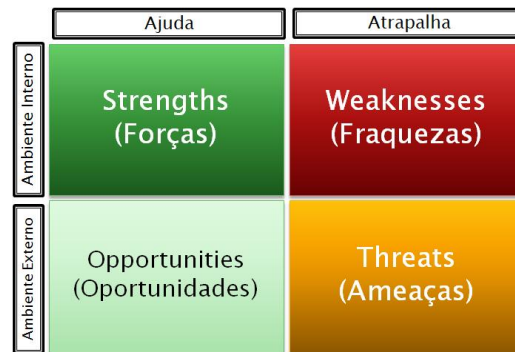 Ajuda
Atrapalha
Ambiente Interno
Strengths
(Forças)
Weaknesses
(Fraquezas)
Ambiente Externo
Opportunities
(Oportunidades)
Threats
(Ameaças)